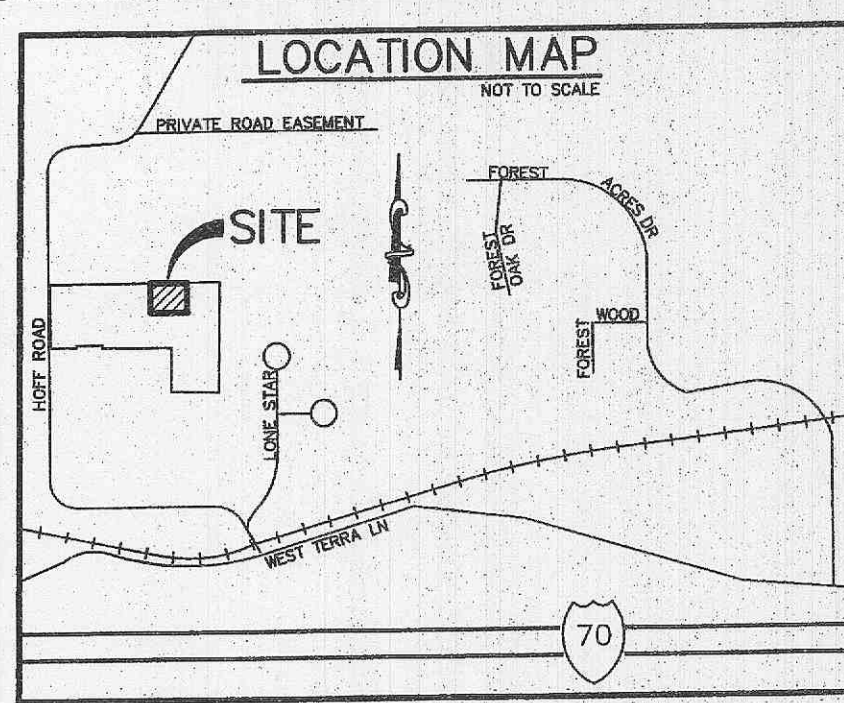 LOCATION MAP
NOT TO SCALE
PRIVATE ROAD EASEMENT
FOREST
ACRES DR
SITE
FOREST
OAK DR
WOOD
FOREST
HOFF ROAD
LONE STAR
WEST TERRA LN
70